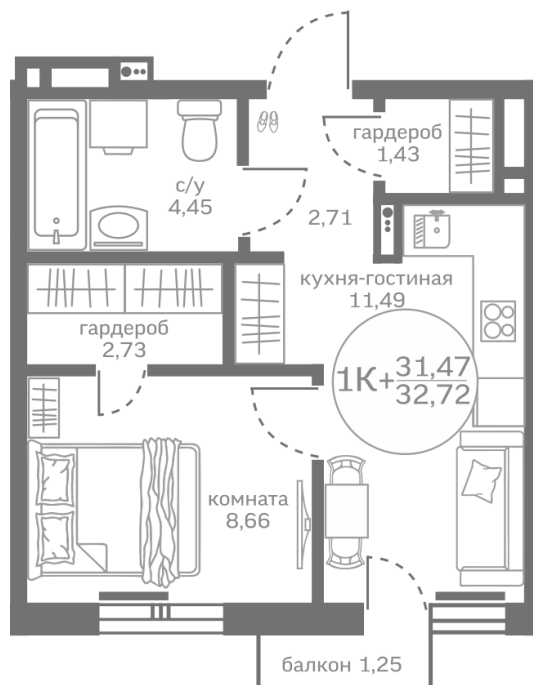 гардероб
1,43
с/у
4,45
2,71
кухня-гостиная
11,49
гардероб
2,73
1К+ 31,47
32,72
комната
8,66
балкон 1,25